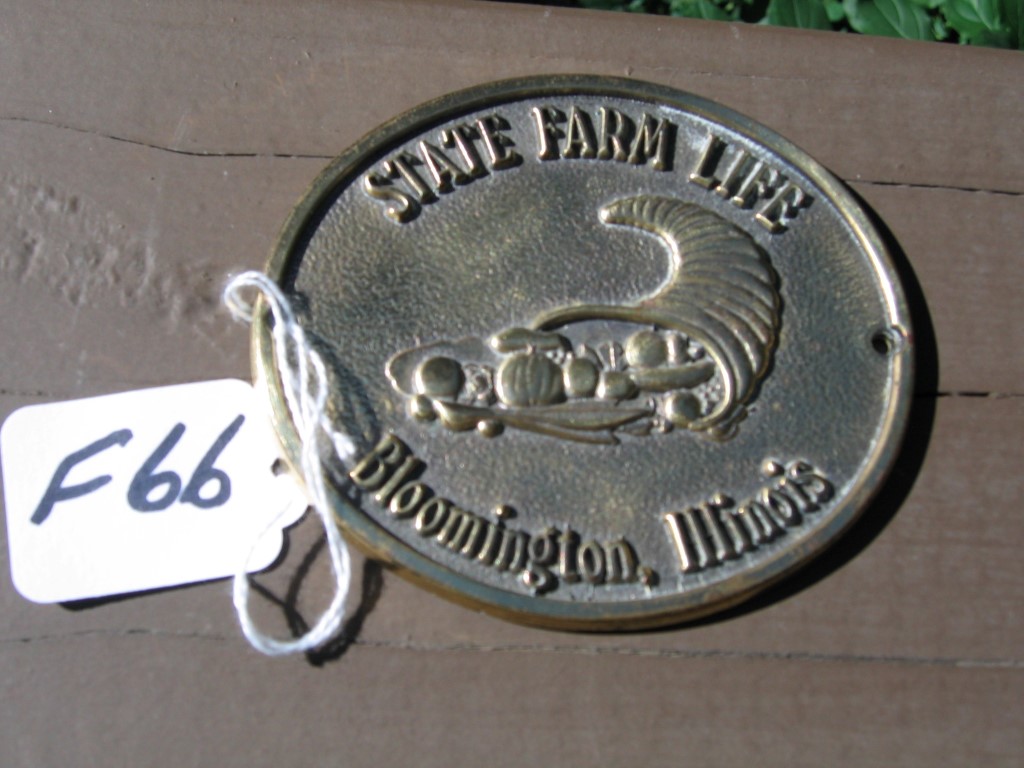 STATE FARM LIFE
Bloomington, Illinois
F66